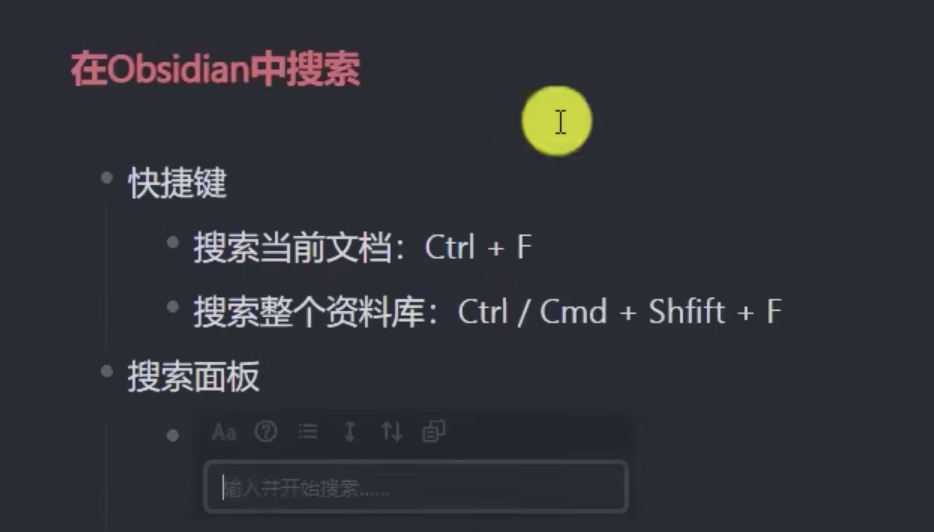 在Obsidian中搜索
快捷键
搜索当前文档：Ctrl + F
搜索整个资料库：Ctrl / Cmd + Shfift + F
搜索面板
Aa
输入并开始搜索......